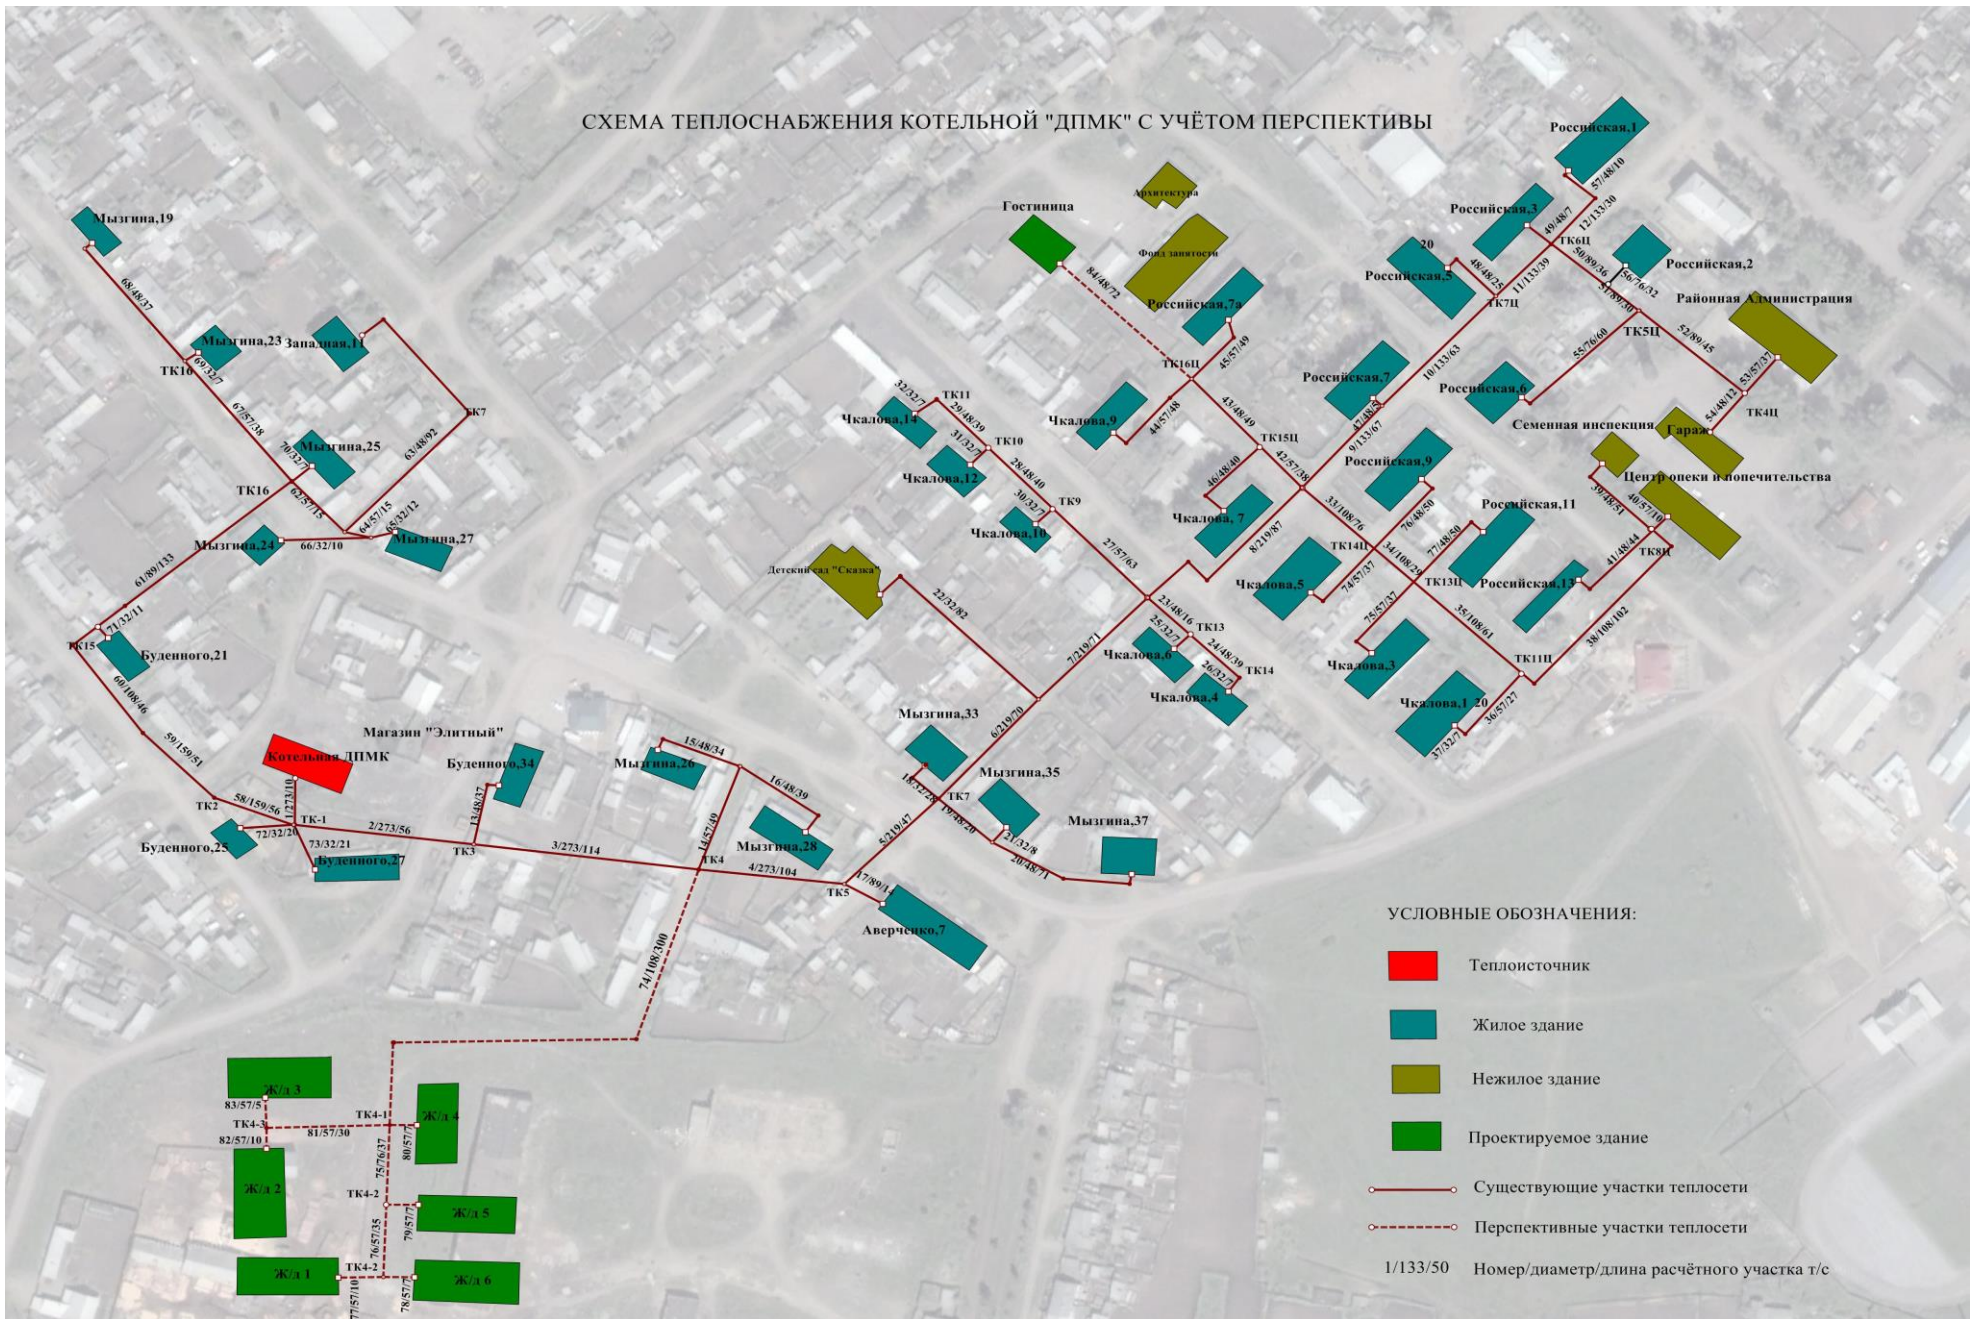 СХЕМА ТЕПЛОСНАБЖЕНИЯ КОТЕЛЬНОЙ "ДПМК" С УЧЁТОМ ПЕРСПЕКТИВЫ
Российская,1
57/48/10
Архитектура
Гостиница
Российская,3
49/48/7
12/133/30
Мызгина,19
ТК6Ц
20
Фонд занятости
48/48/25
11/133/39
50/89/36
Российская,2
Российская,5
56/76/32
84/48/72
68/48/37
51/89/30
Районная Администрация
Российская,7а
ТК7Ц
ТК5Ц
Мызгина,23
Западная,11
52/89/45
55/76/60
45/57/49
ТК16
69/32/7
ТК16Ц
10/133/63
Российская,7
53/57/37
Российская,6
32/32/7
ТК11
29/48/39
43/48/49
47/48/5
54/48/12
ТК4Ц
67/57/38
ТК7
Чкалова,14
Чкалова,9
44/57/48
9/133/67
Семенная инспекция
Гараж
Мызгина,25
63/48/92
31/32/7
ТК10
ТК15Ц
70/32/7
28/48/40
42/57/38
Российская,9
Чкалова,12
46/48/40
Центр опеки и попечительства
ТК16
62/57/15
30/32/7
ТК9
39/48/51
40/57/10
Чкалова, 7
33/108/76
76/48/50
Российская,11
64/57/15
65/32/12
Чкалова,10
Мызгина,24
66/32/10
Мызгина,27
27/57/63
8/219/87
ТК14Ц
34/108/29
77/48/50
41/48/44
ТК8Ц
61/89/133
Детский сад "Сказка"
Чкалова,5
74/57/37
ТК13Ц
Российская,13
22/32/82
71/32/11
23/48/16
75/57/37
35/108/61
38/108/102
ТК15
Буденного,21
7/219/71
25/32/7
ТК13
24/48/39
Чкалова,6
26/32/7
ТК14
Чкалова,3
ТК11Ц
60/108/46
Чкалова,4
Чкалова,1 20
36/57/27
Мызгина,33
6/219/70
37/32/7
Магазин "Элитный"
59/159/51
Котельная ДПМК
15/48/34
Буденного,34
Мызгина,26
Мызгина,35
16/48/39
1/273/10
13/48/37
18/32/28
ТК7
ТК2
58/159/56
ТК-1
19/48/20
Мызгина,37
72/32/20
2/273/56
Буденного,25
73/32/21
ТК3
3/273/114
14/57/49
Мызгина,28
5/219/47
21/32/8
Буденного,27
ТК4
4/273/104
20/48/71
ТК5
17/89/14
Аверченко,7
74/108/300
Ж/д 3
83/57/5
ТК4-1
Ж/д 4
ТК4-3
81/57/30
82/57/10
80/57/7
75/76/37
Ж/д 2
ТК4-2
79/57/7
Ж/д 5
76/57/35
ТК4-2
Ж/д 1
77/57/10
78/57/7
Ж/д 6
УСЛОВНЫЕ ОБОЗНАЧЕНИЯ:
Теплоисточник
Жилое здание
Нежилое здание
Проектируемое здание
Существующие участки теплосети
Перспективные участки теплосети
1/133/50 Номер/диаметр/длина расчётного участка т/с